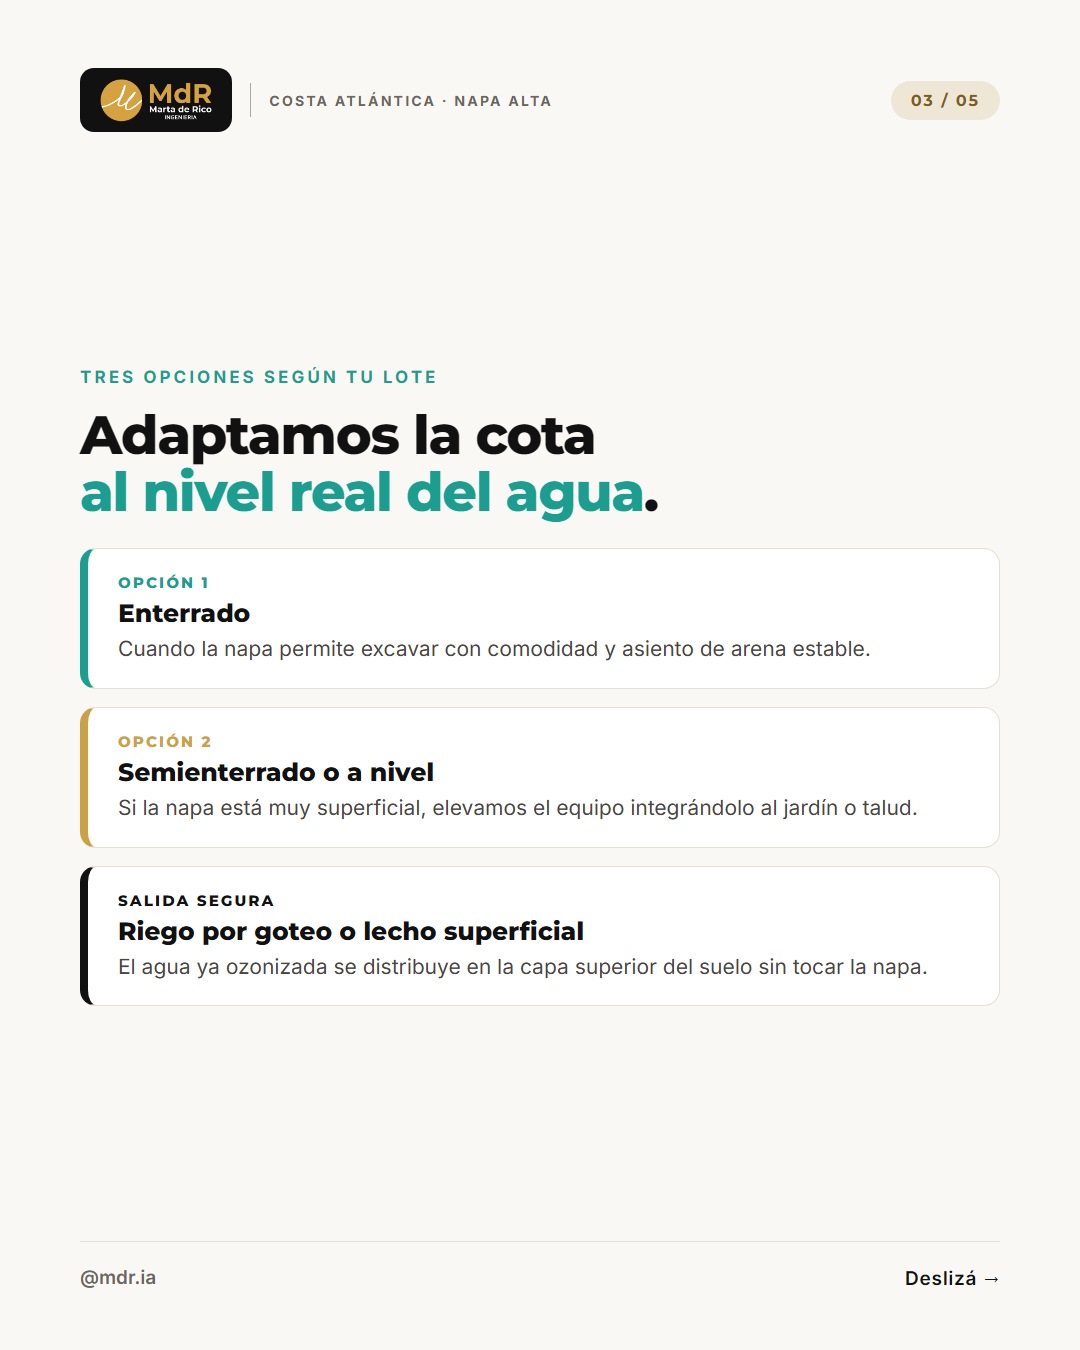 MdR
Marta de Rico
INGENIERIA
COSTA ATLÁNTICA · NAPA ALTA
03 / 05
TRES OPCIONES SEGÚN TU LOTE
Adaptamos la cota
al nivel real del agua.
OPCIÓN 1
Enterrado
Cuando la napa permite excavar con comodidad y asiento de arena estable.
OPCIÓN 2
Semienterrado o a nivel
Si la napa está muy superficial, elevamos el equipo integrándolo al jardín o talud.
SALIDA SEGURA
Riego por goteo o lecho superficial
El agua ya ozonizada se distribuye en la capa superior del suelo sin tocar la napa.
@mdr.ia
Deslizá →